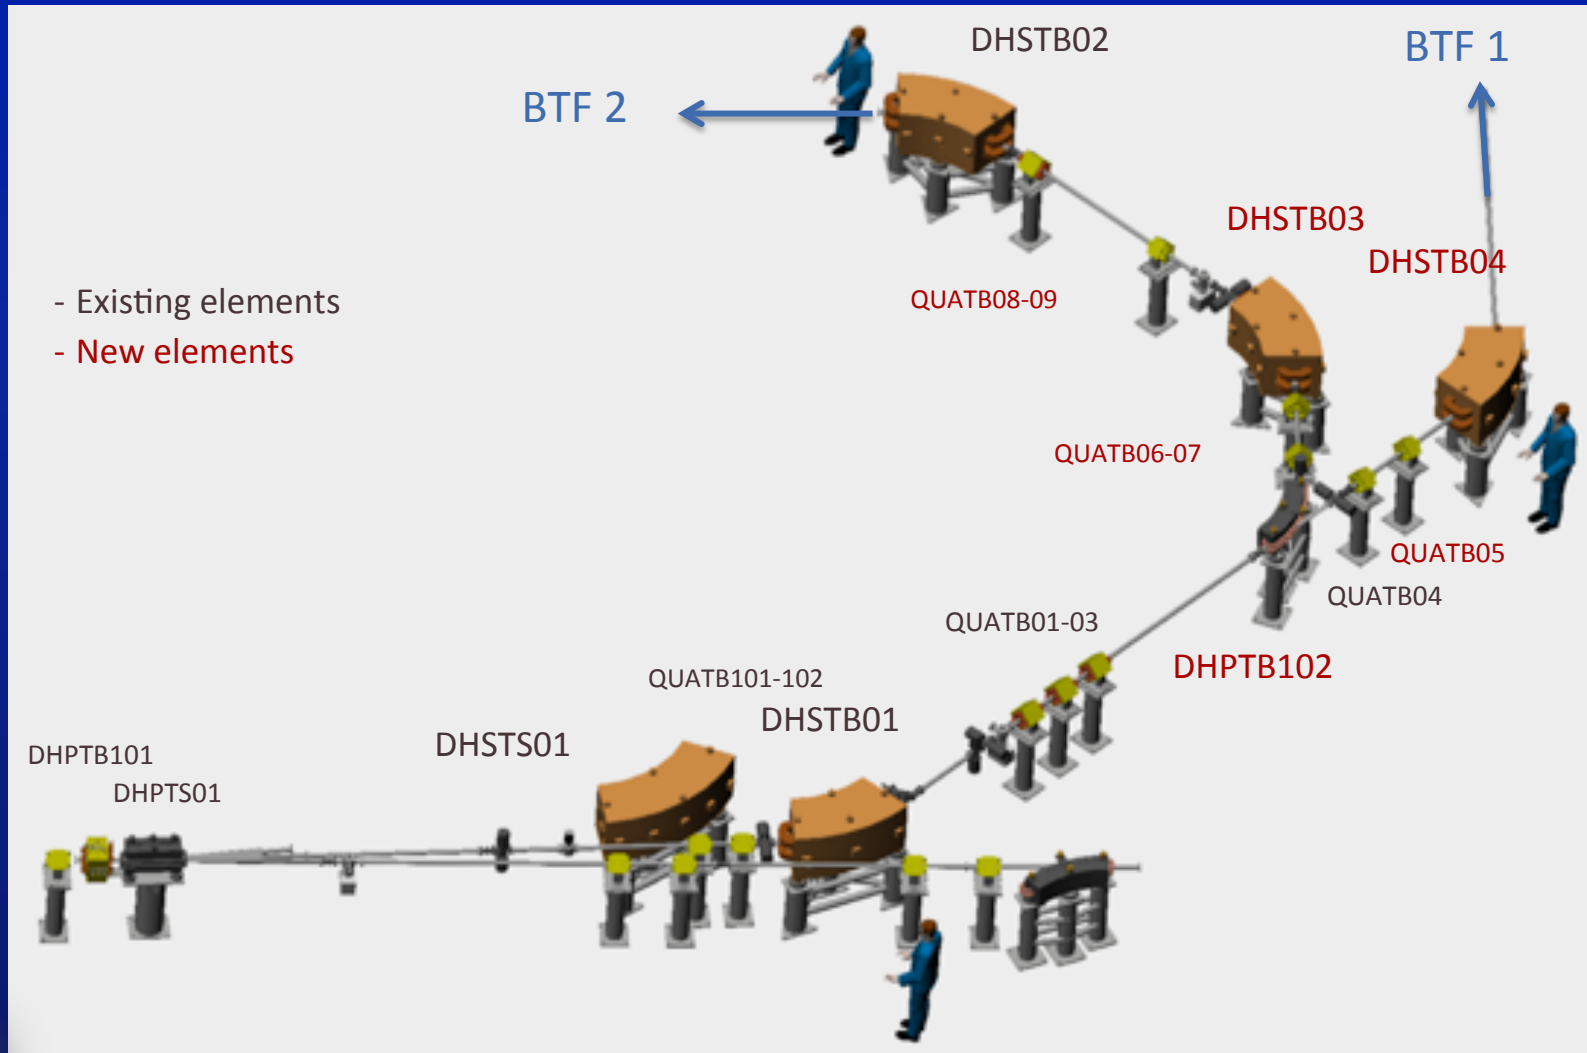 DHSTB02
BTF 1
BTF 2
DHSTB03
DHSTB04
- Existing elements
QUATB08-09
- New elements
QUATB06-07
QUATB05
QUATB04
QUATB01-03
DHPTB102
QUATB101-102
DHSTB01
DHSTS01
DHPTB101
DHPTS01